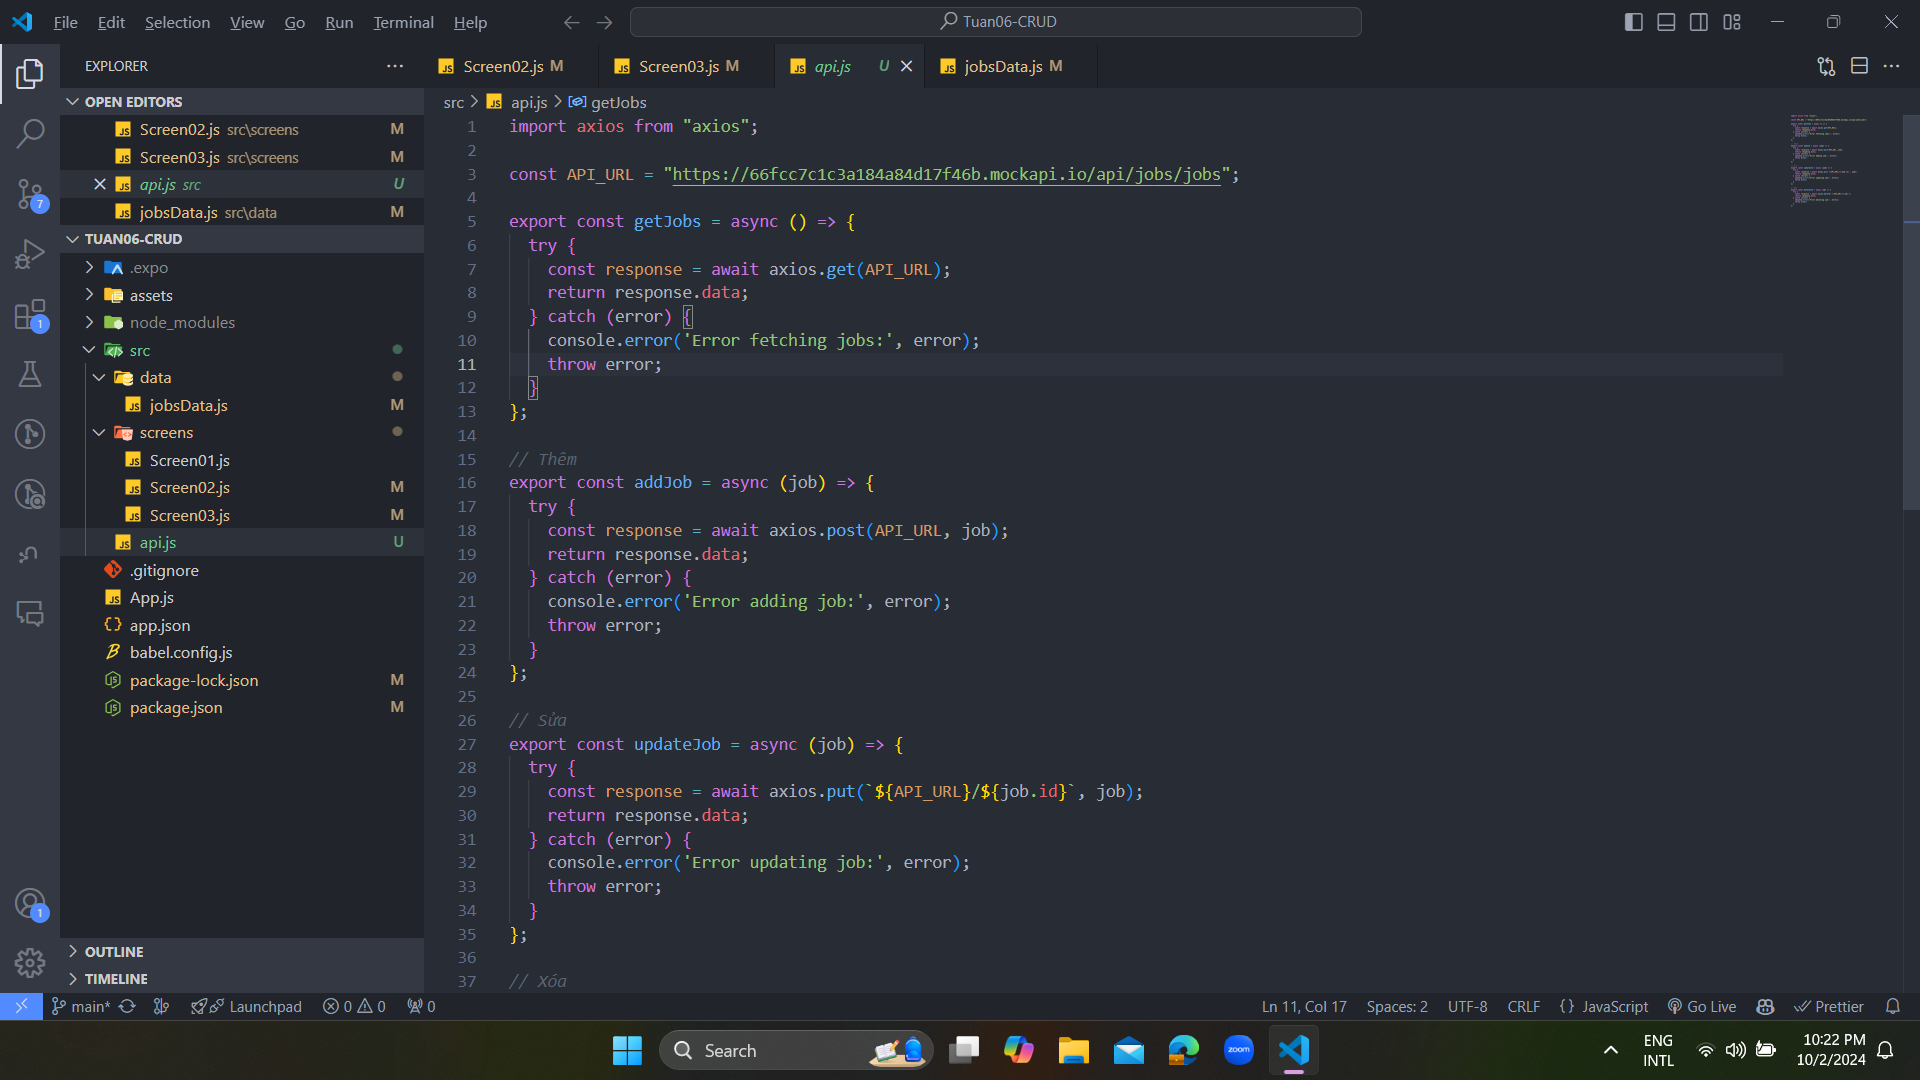 File Edit Selection View Go Run Terminal Help
Tuan06-CRUD
EXPLORER
OPEN EDITORS
Screen02.js src\screens M
Screen03.js src\screens M
api.js src U
jobsData.js src\data M
TUAN06-CRUD
.expo
assets
node_modules
src
data
jobsData.js M
screens
Screen01.js
Screen02.js M
Screen03.js M
api.js U
.gitignore
App.js
app.json
babel.config.js
package-lock.json M
package.json M
OUTLINE
TIMELINE
7
1
1
Screen02.js M
Screen03.js M
api.js U
jobsData.js M
src > api.js > getJobs
1 import axios from "axios";
2
3 const API_URL = "https://66fcc7c1c3a184a84d17f46b.mockapi.io/api/jobs/jobs";
4
5 export const getJobs = async () => {
6 try {
7 const response = await axios.get(API_URL);
8 return response.data;
9 } catch (error) {
10 console.error('Error fetching jobs:', error);
11 throw error;
12 }
13 };
14
15 // Thêm
16 export const addJob = async (job) => {
17 try {
18 const response = await axios.post(API_URL, job);
19 return response.data;
20 } catch (error) {
21 console.error('Error adding job:', error);
22 throw error;
23 }
24 };
25
26 // Sửa
27 export const updateJob = async (job) => {
28 try {
29 const response = await axios.put(`${API_URL}/${job.id}`, job);
30 return response.data;
31 } catch (error) {
32 console.error('Error updating job:', error);
33 throw error;
34 }
35 };
36
37 // Xóa
main* Launchpad 0 0 0
Ln 11, Col 17 Spaces: 2 UTF-8 CRLF {} JavaScript Go Live Prettier
Search
zoom
ENG
INTL
10:22 PM
10/2/2024